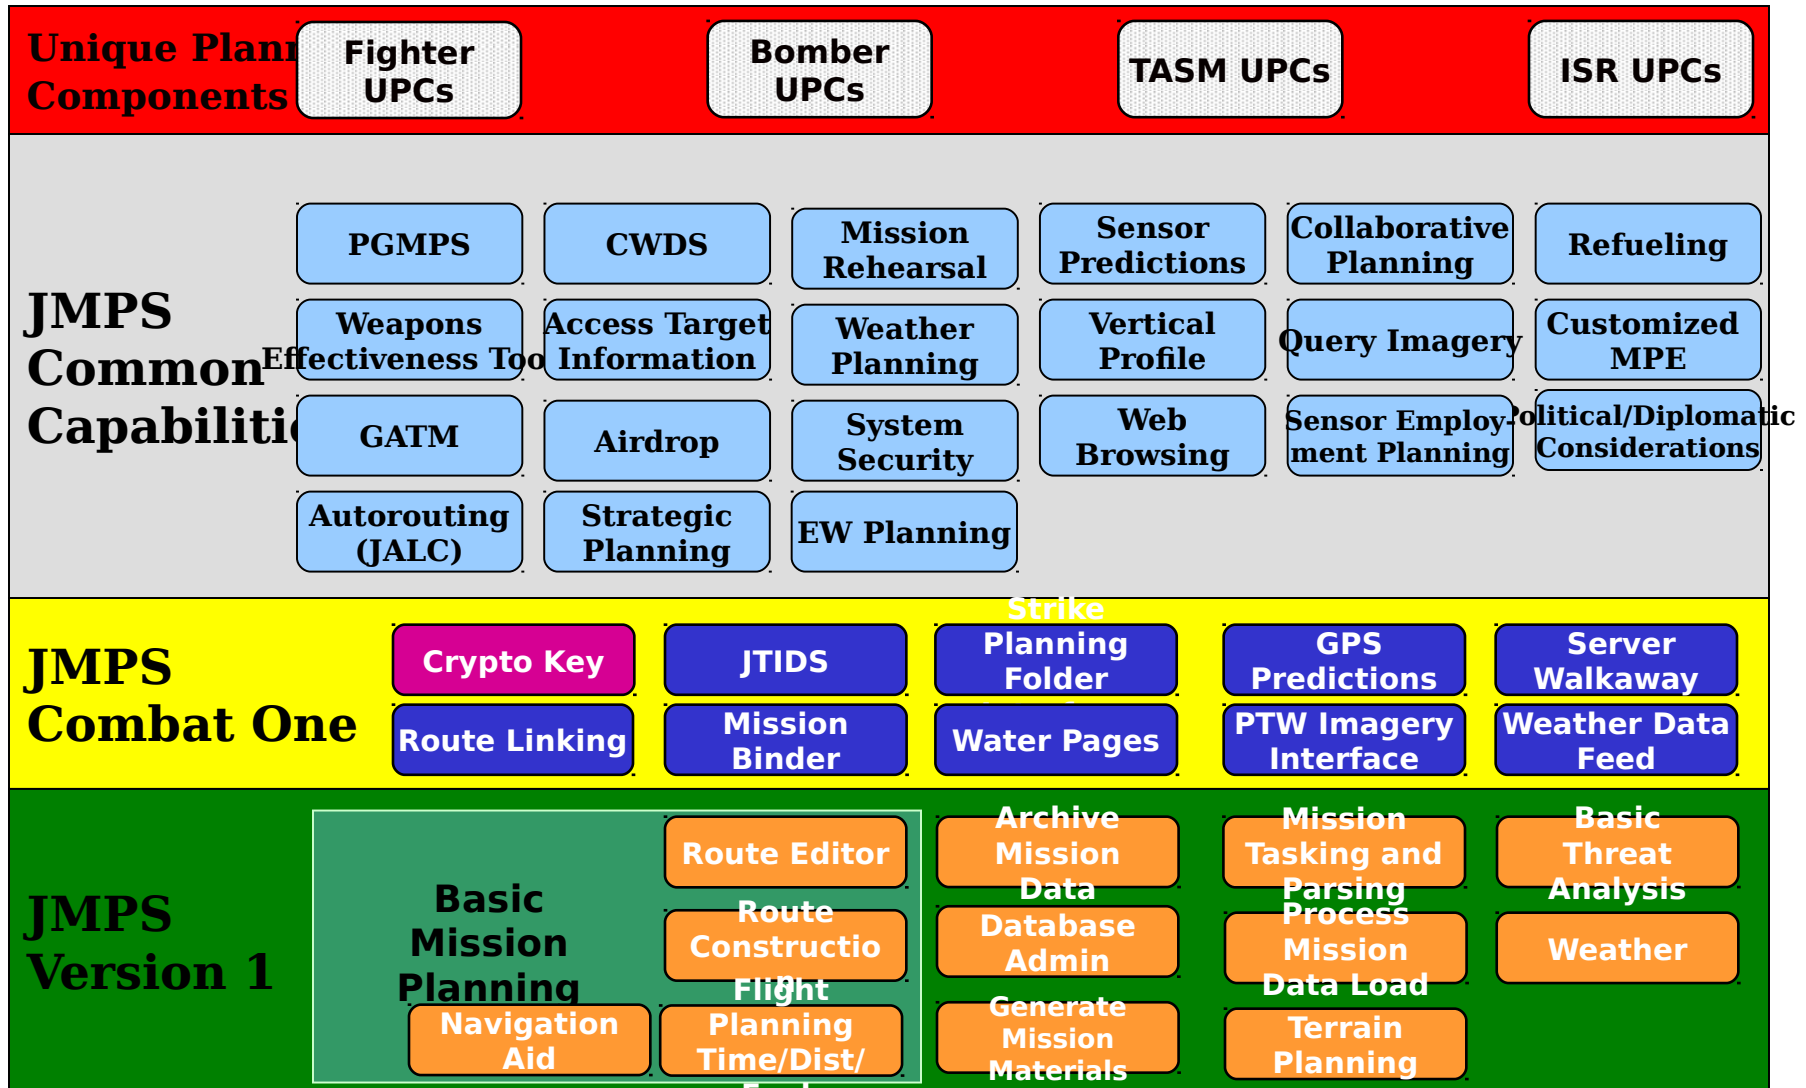 Unique Plann
Components
Fighter
UPCs
Bomber
UPCs
TASM UPCs
ISR UPCs
JMPS
Common
Capabilitie
PGMPS
CWDS
Mission
Rehearsal
Sensor
Predictions
Collaborative
Planning
Refueling
Weapons
Effectiveness Too
Access Target
Information
Weather
Planning
Vertical
Profile
Query Imagery
Customized
MPE
GATM
Airdrop
System
Security
Web
Browsing
Sensor Employ-
ment Planning
Political/Diplomatic
Considerations
Autorouting
(JALC)
Strategic
Planning
EW Planning
JMPS
Combat One
Crypto Key
JTIDS
Strike
Planning
Folder
GPS
Predictions
Server
Walkaway
Route Linking
Mission
Binder
Water Pages
PTW Imagery
Interface
Weather Data
Feed
JMPS
Version 1
Basic
Mission
Planning
Route Editor
Archive
Mission
Data
Mission
Tasking and
Parsing
Basic
Threat
Analysis
Route
Constructio
n
Database
Admin
Process
Mission
Data Load
Weather
Navigation
Aid
Flight
Planning
Time/Dist/
Generate
Mission
Materials
Terrain
Planning